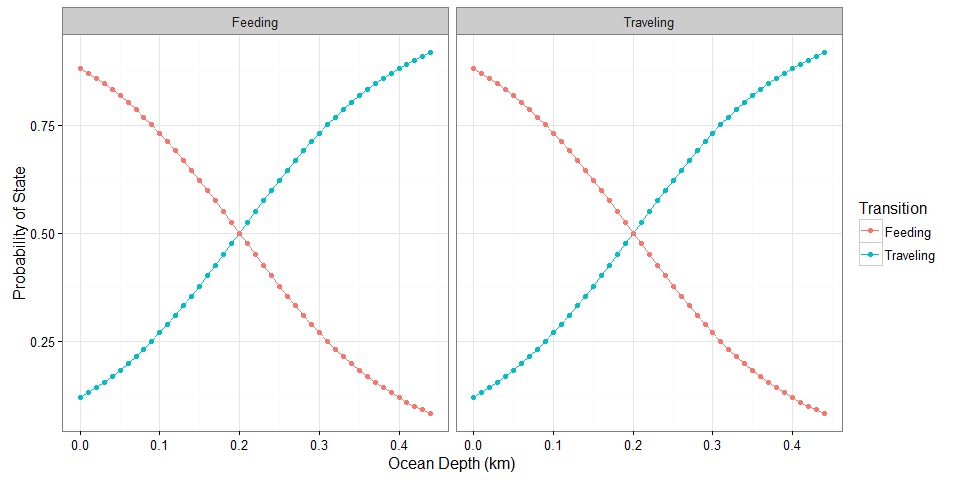 Feeding
Traveling
Probability of State
0.75
0.50
0.25
0.0 0.1 0.2 0.3 0.4
0.0 0.1 0.2 0.3 0.4
Ocean Depth (km)
Transition
Feeding
Traveling